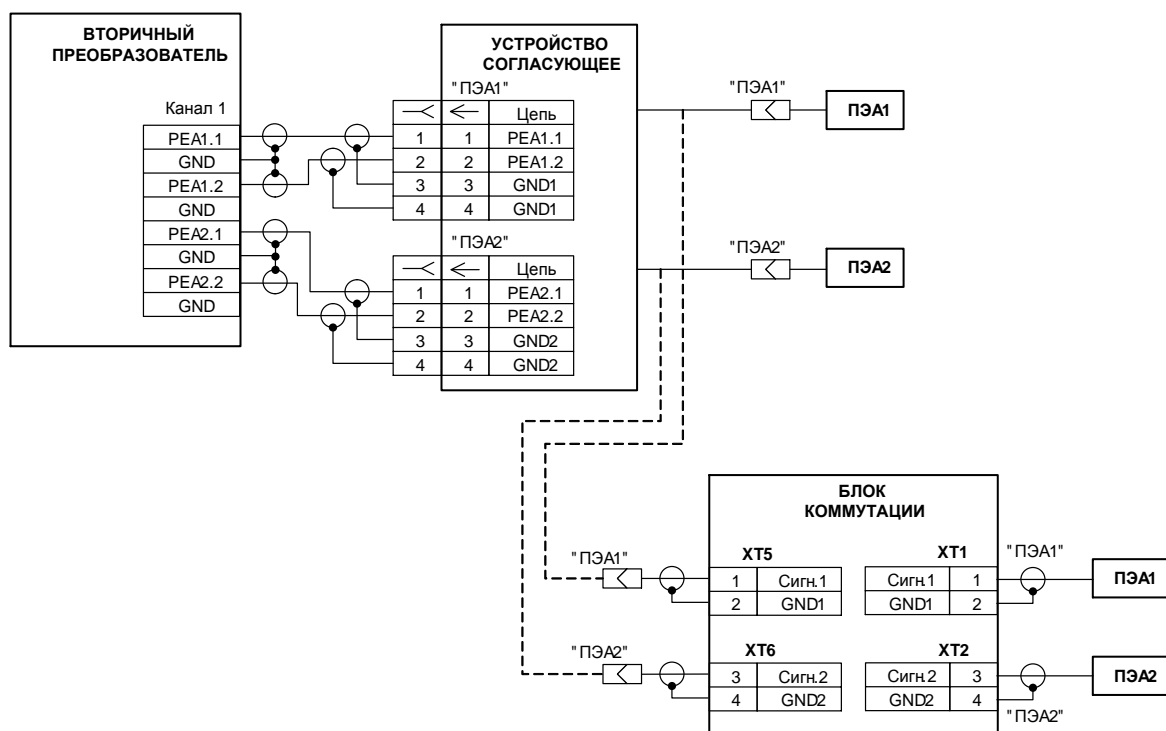 ВТОРИЧНЫЙ
ПРЕОБРАЗОВАТЕЛЬ
Канал 1
PEA1.1
GND
PEA1.2
GND
PEA2.1
GND
PEA2.2
GND
УСТРОЙСТВО
СОГЛАСУЮЩЕЕ
"ПЭА1"
Цепь
1 1 PEA1.1
2 2 PEA1.2
3 3 GND1
4 4 GND1
"ПЭА2"
Цепь
1 1 PEA2.1
2 2 PEA2.2
3 3 GND2
4 4 GND2
"ПЭА1"
ПЭА1
"ПЭА2"
ПЭА2
БЛОК
КОММУТАЦИИ
"ПЭА1"
XT5
1 Сигн.1
2 GND1
XT1
Сигн.1 1
GND1 2
"ПЭА1"
ПЭА1
"ПЭА2"
XT6
3 Сигн.2
4 GND2
XT2
Сигн.2 3
GND2 4
"ПЭА2"
ПЭА2